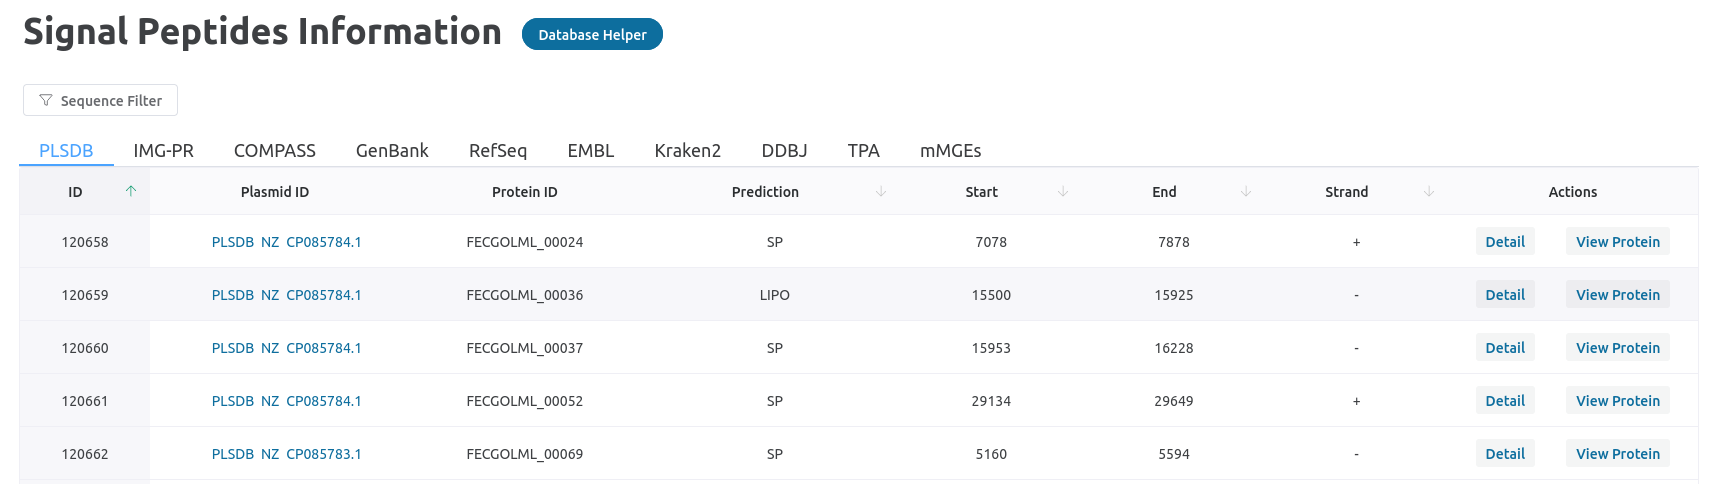 Signal Peptides Information Database Helper
Sequence Filter
PLSDB IMG-PR COMPASS GenBank RefSeq EMBL Kraken2 DDBJ TPA mMGEs
ID Plasmid ID Protein ID Prediction Start End Strand Actions
120658 PLSDB_NZ_CP085784.1 FECGOLML_00024 SP 7078 7878 + Detail View Protein
120659 PLSDB_NZ_CP085784.1 FECGOLML_00036 LIPO 15500 15925 - Detail View Protein
120660 PLSDB_NZ_CP085784.1 FECGOLML_00037 SP 15953 16228 - Detail View Protein
120661 PLSDB_NZ_CP085784.1 FECGOLML_00052 SP 29134 29649 + Detail View Protein
120662 PLSDB_NZ_CP085783.1 FECGOLML_00069 SP 5160 5594 - Detail View Protein